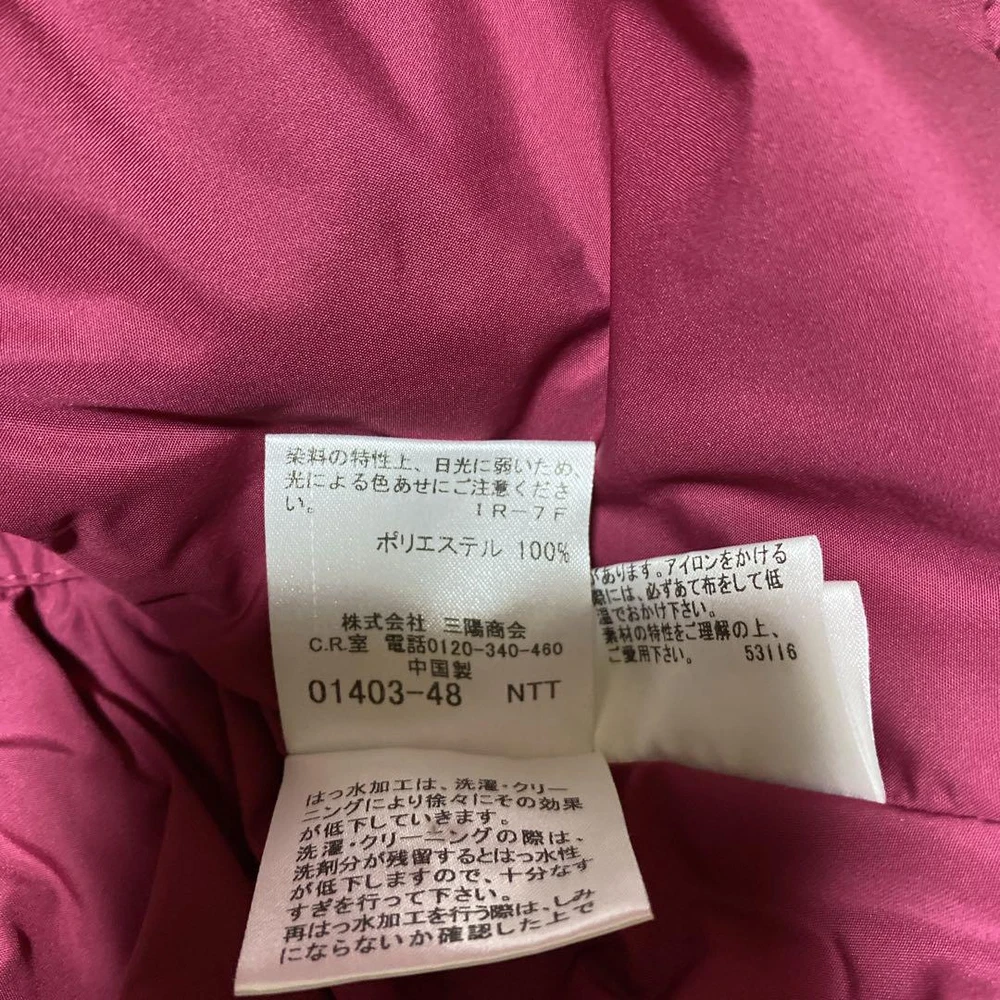 染料の特性上、日光に弱いため、
光による色あせにご注意くださ
い。 IR-7F
ポリエステル 100%
株式会社 三陽商会
C.R.室 電話0120-340-460
中国製
01403-48 NTT
があります。アイロンをかける
際には、必ずあて布をして低
温でおかけ下さい。
素材の特性をご理解の上、
ご愛用下さい。 53116
はっ水加工は、洗濯・クリー
ニングにより徐々にその効果
が低下していきます。
洗濯・クリーニングの際は、
洗剤分が残留するとはっ水性
が低下しますので、十分なす
すぎを行って下さい。
再はっ水加工を行う際は、しみ
にならないか確認した上で